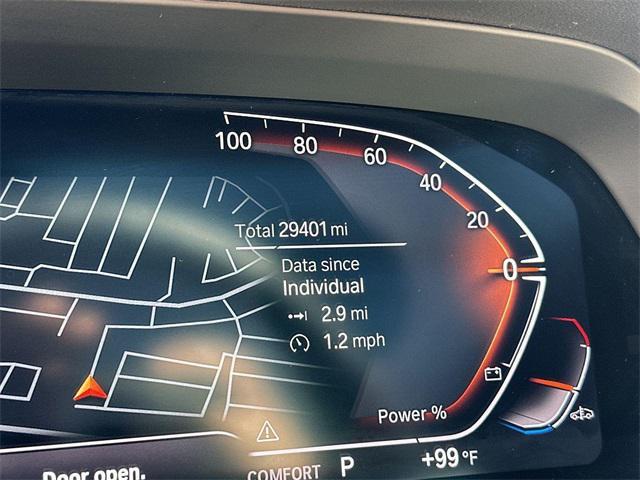 100 80 60 40 20 0
Total 29401 mi
Data since
Individual
2.9 mi
1.2 mph
Power %
Door open.
COMFORT P +99 °F